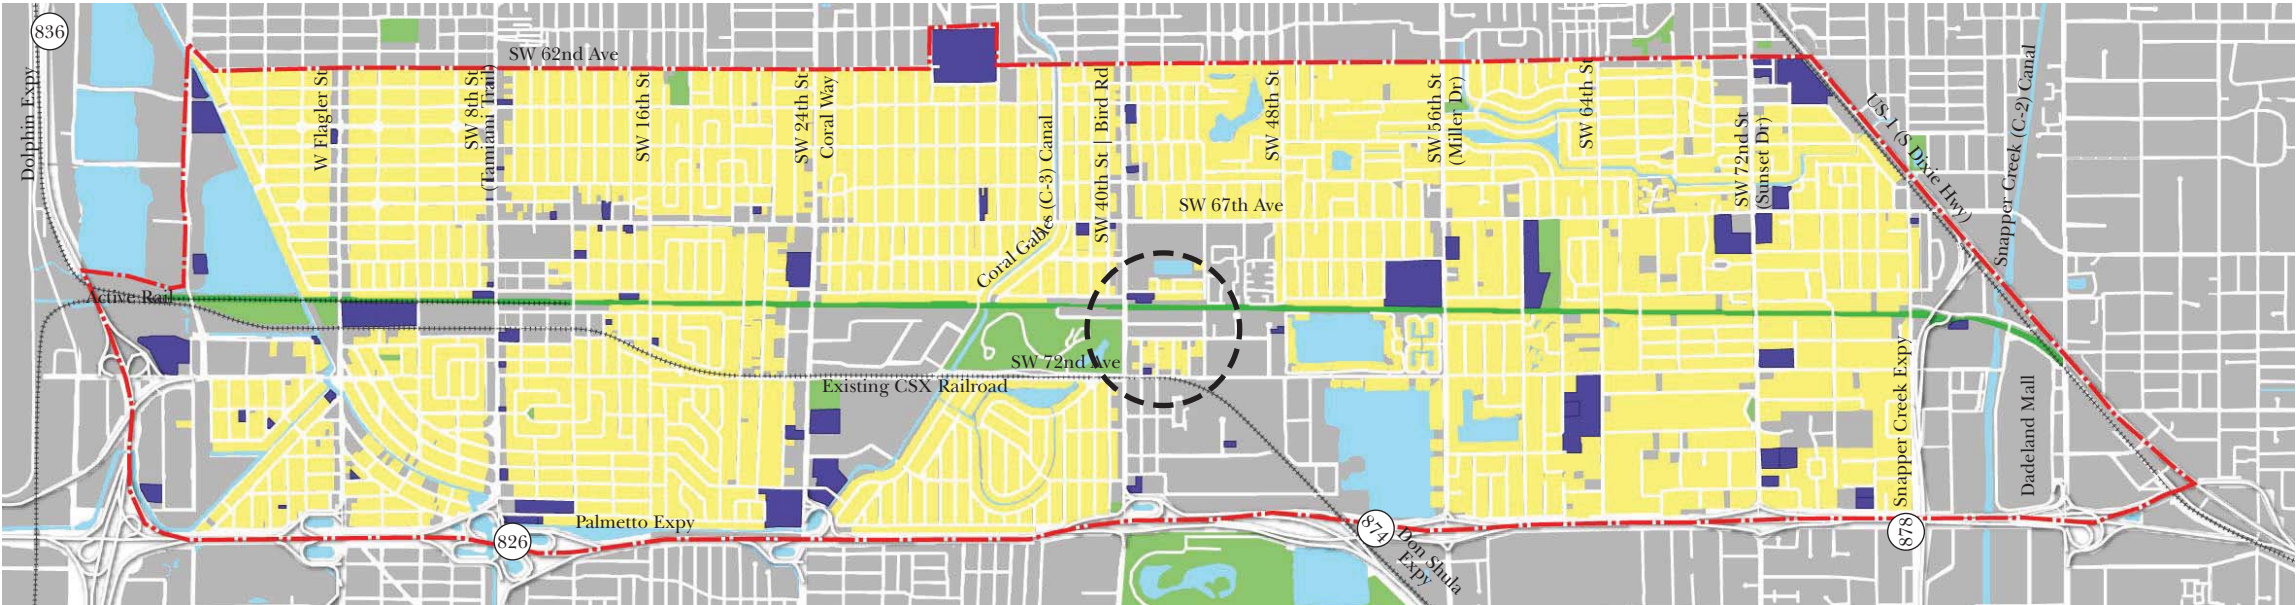 836
Dolphin Expy
SW 62nd Ave
W Flagler St
SW 8th St
(Tamiami Trail)
SW 16th St
SW 24th St
Coral Way
Coral Gables (C-3) Canal
SW 40th St | Bird Rd
SW 48th St
SW 56th St
(Miller Dr)
SW 64th St
SW 72nd St
(Sunset Dr)
US-1 (S Dixie Hwy)
Snapper Creek (C-2) Canal
SW 67th Ave
Active Rail
SW 72nd Ave
Existing CSX Railroad
Snapper Creek Expy
Dadeland Mall
Palmetto Expy
826
874
Don Shula
Expy
878